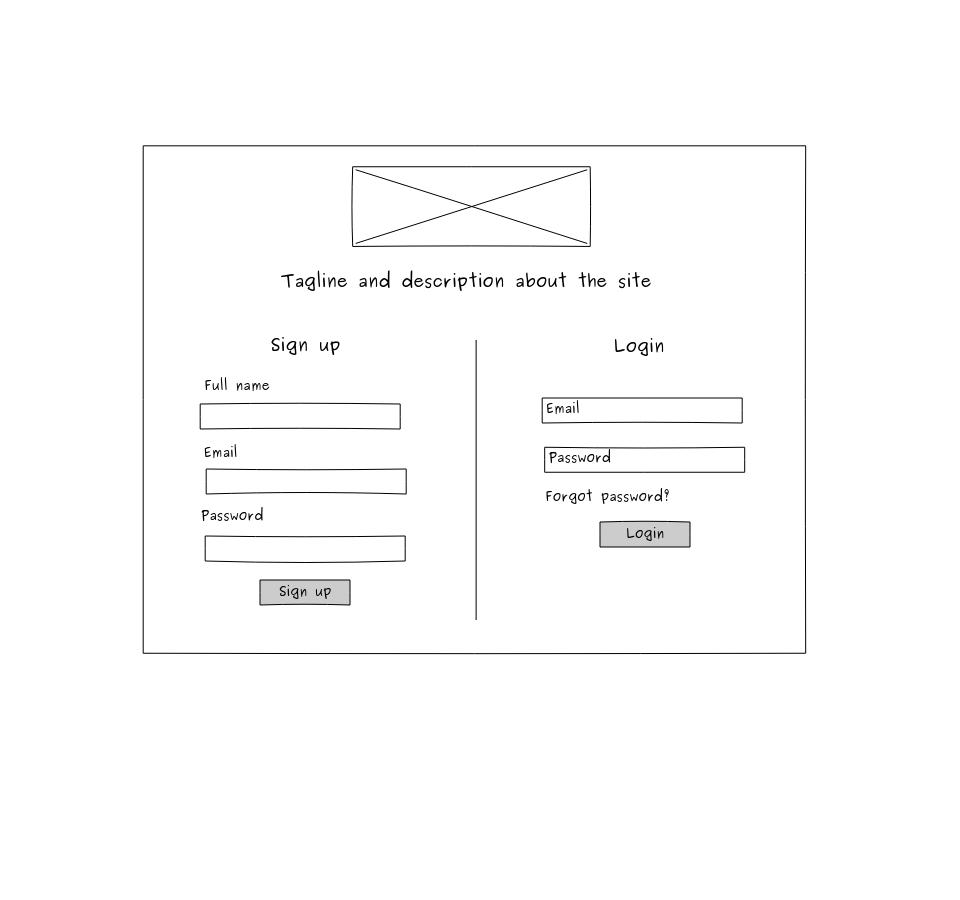 Tagline and description about the site
Sign up
Full name
Email
Password
Sign up
Login
Email
Password
Forgot password?
Login